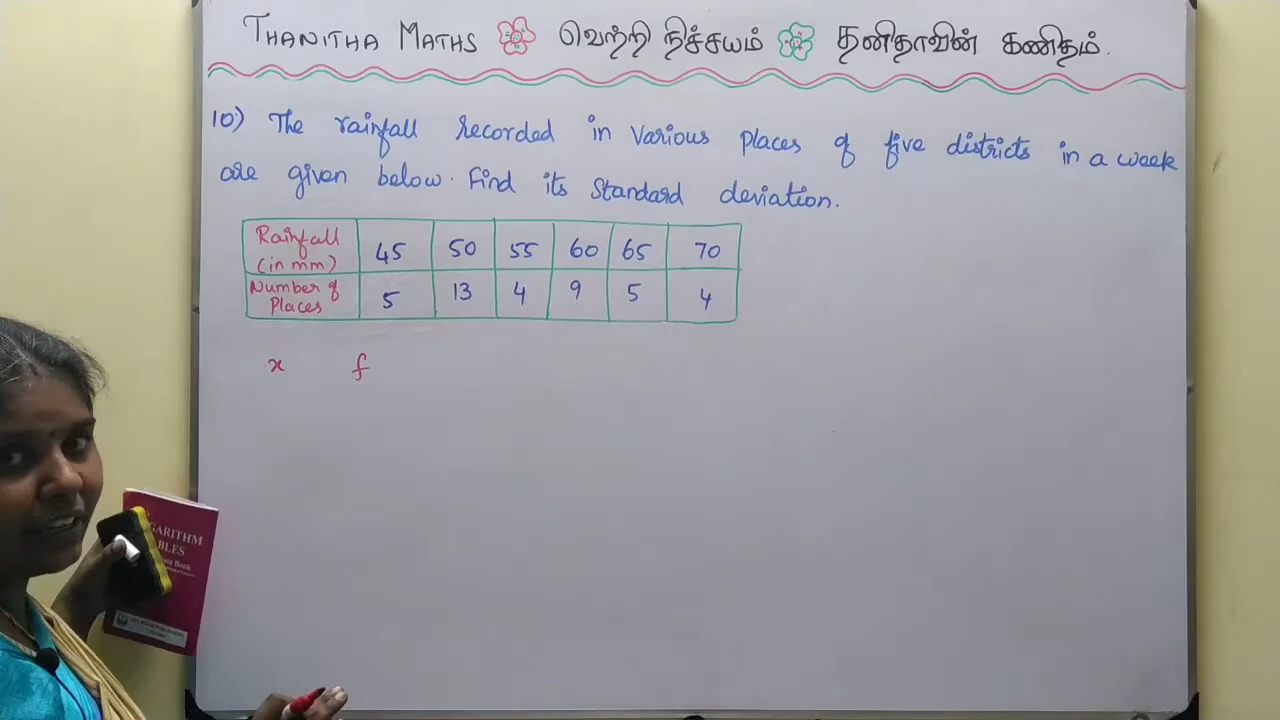 THANITHA MATHS வெற்றி நிச்சயம் தனிதாவின் கணிதம்.
10) The rainfall recorded in various places of five districts in a week
are given below. Find its standard deviation.
Rainfall (in mm) 45 50 55 60 65 70
Number of Places 5 13 4 9 5 4
x f
GARITHM
BLES